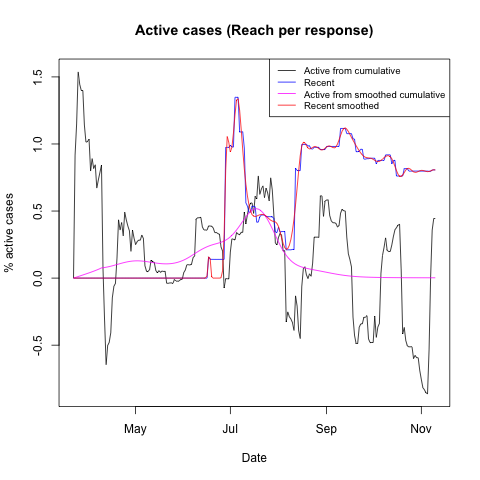 Active cases (Reach per response)
Active from cumulative
Recent
Active from smoothed cumulative
Recent smoothed
% active cases
1.5
1.0
0.5
0.0
-0.5
May
Jul
Sep
Nov
Date